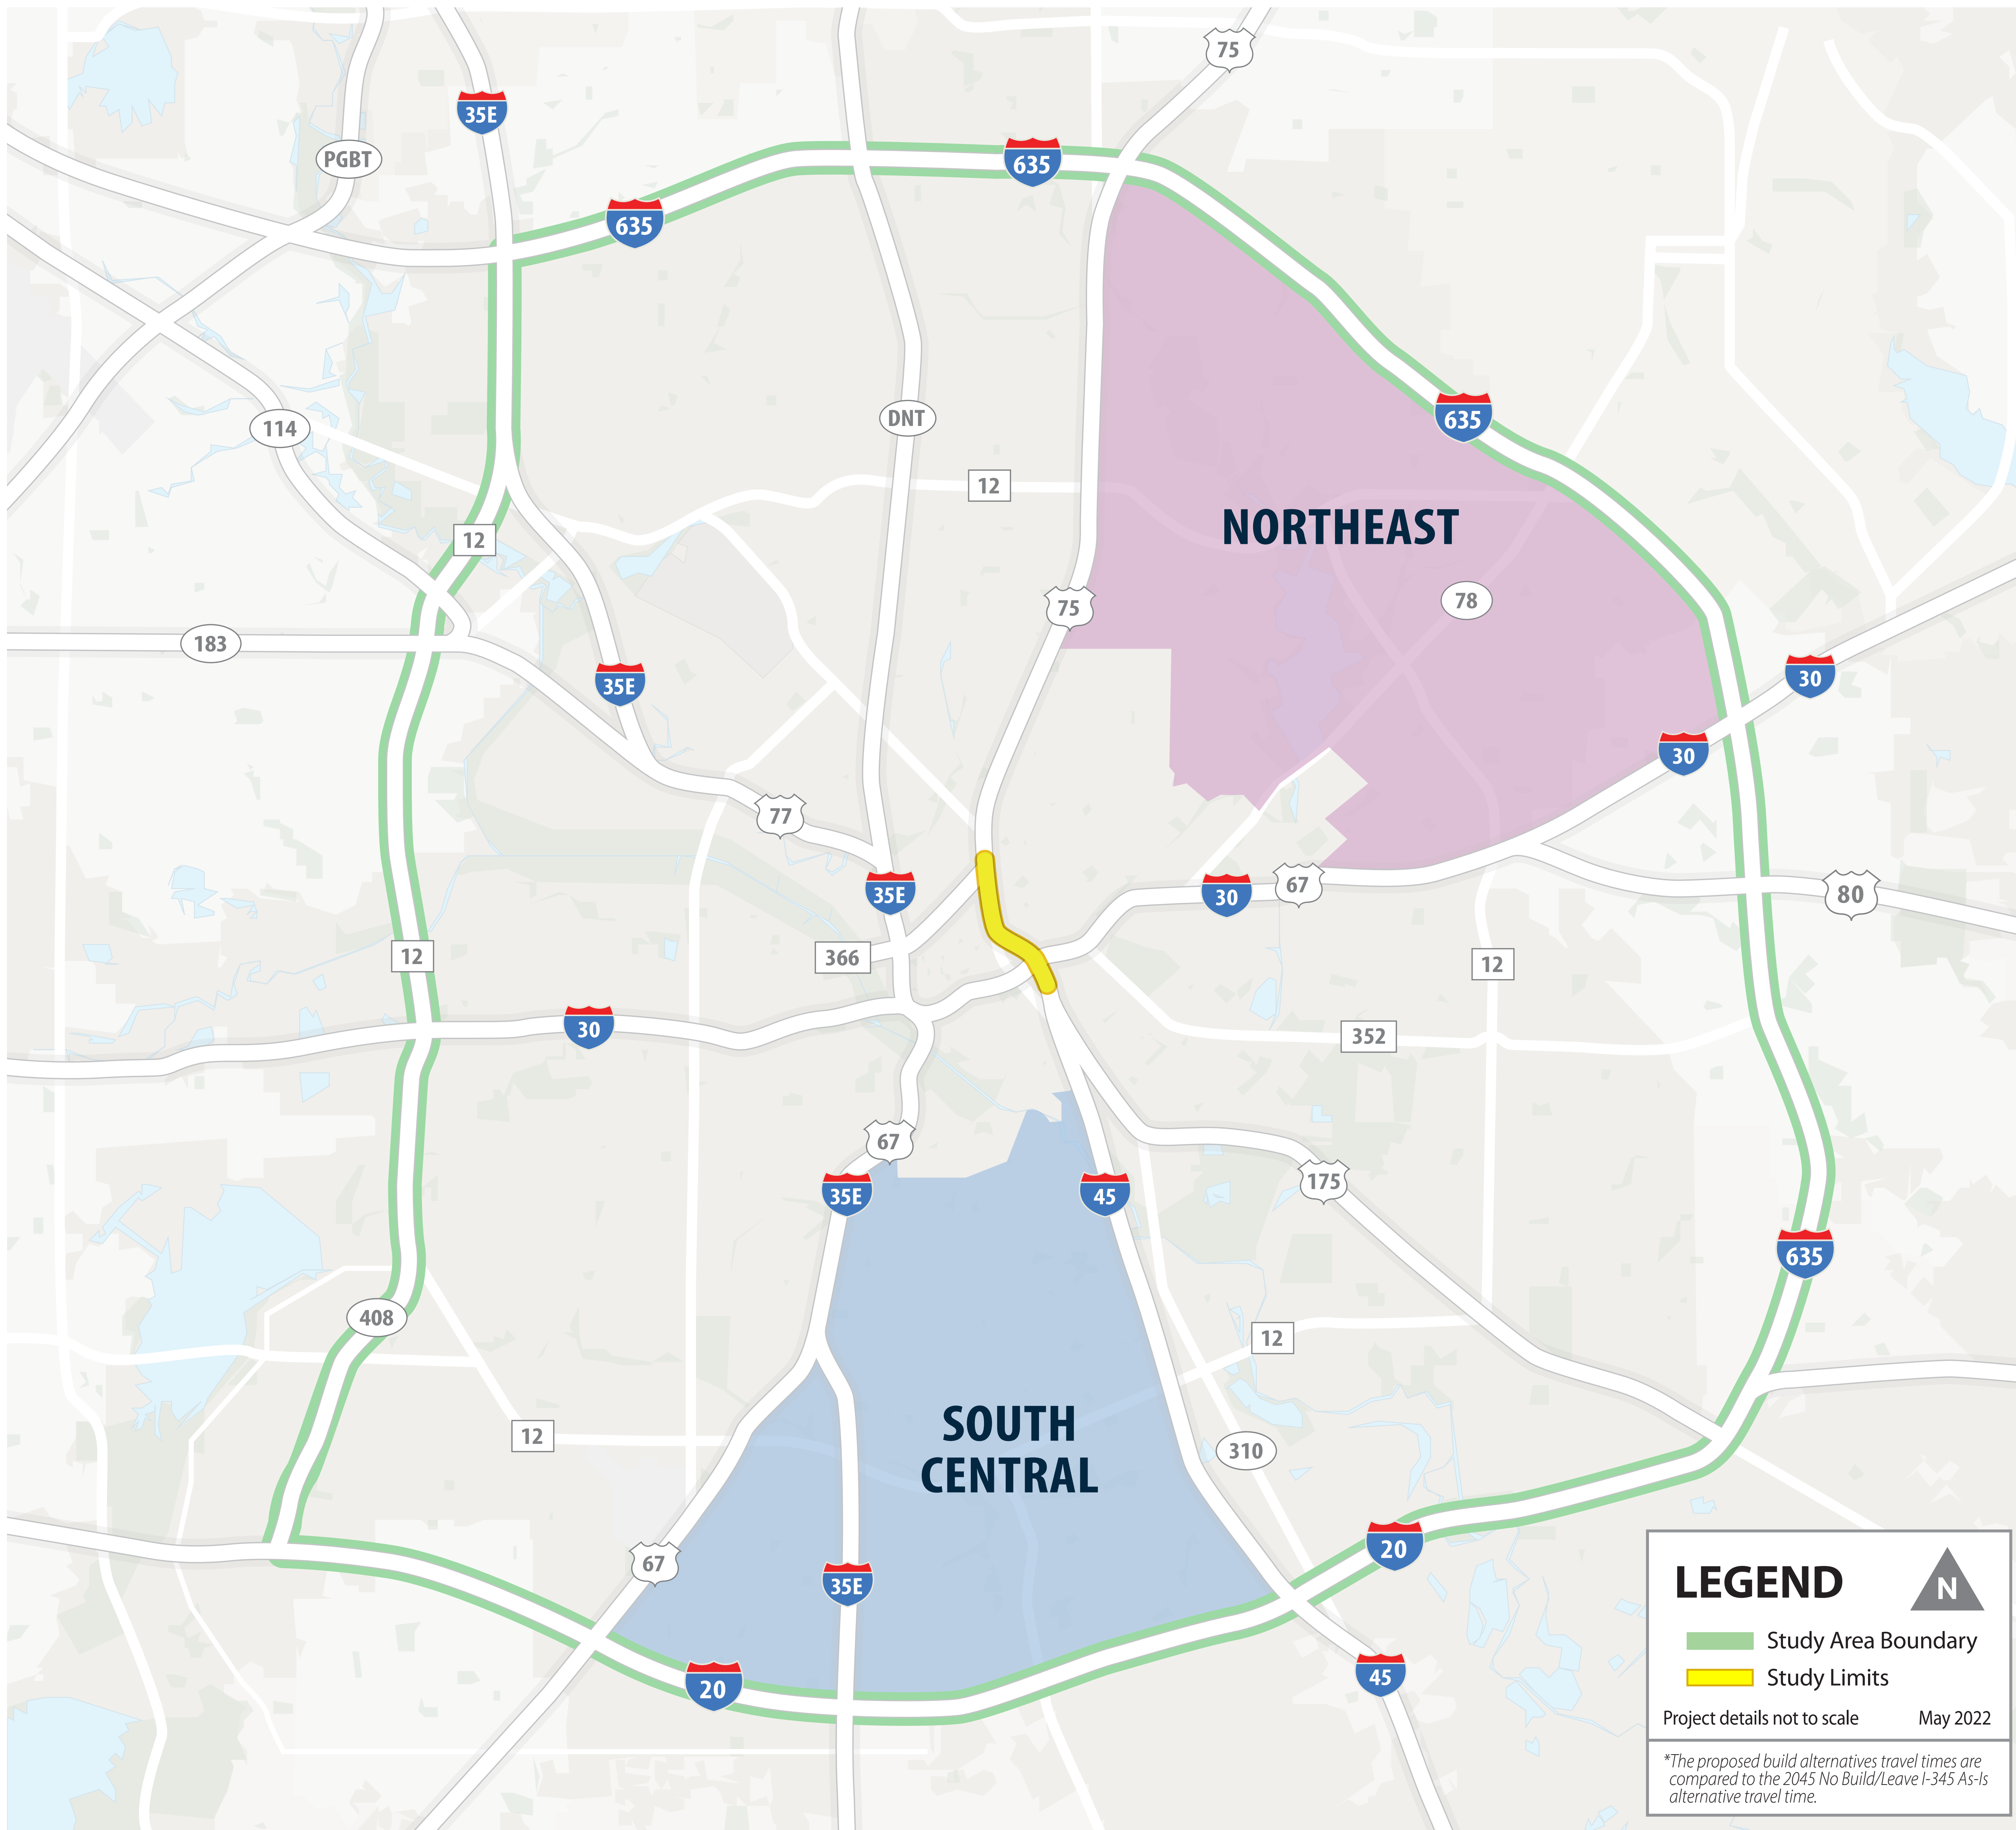 75
35E
PGBT
635
635
114
DNT
12
635
NORTHEAST
12
78
75
183
35E
30
30
77
35E
30
67
80
366
12
12
30
352
67
35E
45
175
635
408
12
12
SOUTH
CENTRAL
310
67
35E
20
20
45
LEGEND
N
Study Area Boundary
Study Limits
Project details not to scale May 2022
*The proposed build alternatives travel times are
compared to the 2045 No Build/Leave I-345 As-Is
alternative travel time.